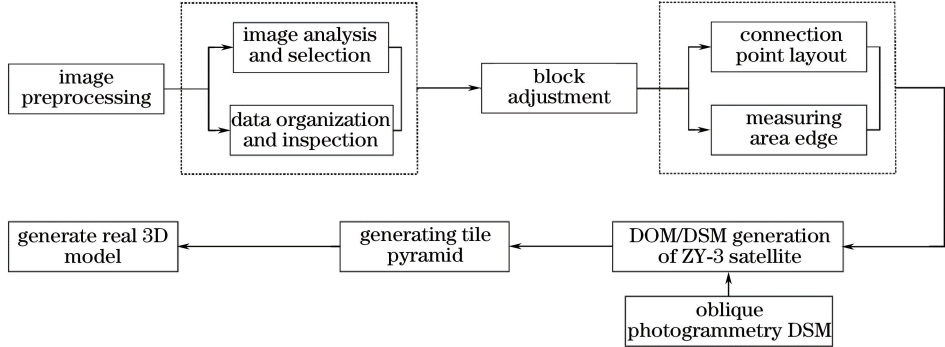 image
preprocessing
image analysis
and selection
data organization
and inspection
block
adjustment
connection
point layout
measuring
area edge
generate real 3D
model
generating tile
pyramid
DOM/DSM generation
of ZY-3 satellite
oblique
photogrammetry DSM